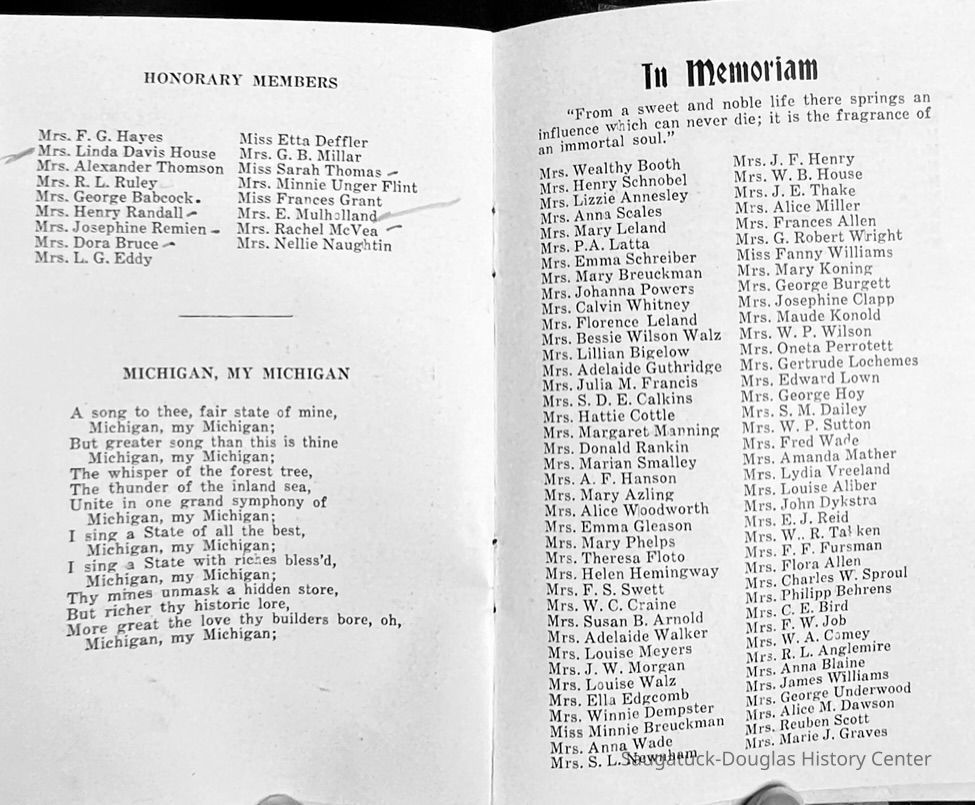 HONORARY MEMBERS
Mrs. F. G. Hayes
Mrs. Linda Davis House
Mrs. Alexander Thomson
Mrs. R. L. Ruley
Mrs. George Babcock.
Mrs. Henry Randall
Mrs. Josephine Remien
Mrs. Dora Bruce
Mrs. L. G. Eddy
Miss Etta Deffler
Mrs. G. B. Millar
Miss Sarah Thomas
Mrs. Minnie Unger Flint
Miss Frances Grant
Mrs. E. Mulholland
Mrs. Rachel McVea
Mrs. Nellie Naughtin
MICHIGAN, MY MICHIGAN
A song to thee, fair state of mine,
Michigan, my Michigan;
But greater song than this is thine
Michigan, my Michigan;
The whisper of the forest tree,
The thunder of the inland sea,
Unite in one grand symphony of
Michigan, my Michigan;
I sing a State of all the best,
Michigan, my Michigan;
I sing a State with riches bless'd,
Michigan, my Michigan;
Thy mines unmask a hidden store,
But richer thy historic lore,
More great the love thy builders bore, oh,
Michigan, my Michigan;
In Memoriam
"From a sweet and noble life there springs an
influence which can never die; it is the fragrance of
an immortal soul."
Mrs. Wealthy Booth
Mrs. Henry Schnobel
Mrs. Lizzie Annesley
Mrs. Anna Scales
Mrs. Mary Leland
Mrs. P.A. Latta
Mrs. Emma Schreiber
Mrs. Mary Breuckman
Mrs. Johanna Powers
Mrs. Calvin Whitney
Mrs. Florence Leland
Mrs. Bessie Wilson Walz
Mrs. Lillian Bigelow
Mrs. Adelaide Guthridge
Mrs. Julia M. Francis
Mrs. S. D. E. Calkins
Mrs. Hattie Cottle
Mrs. Margaret Manning
Mrs. Donald Rankin
Mrs. Marian Smalley
Mrs. A. F. Hanson
Mrs. Mary Azling
Mrs. Alice Woodworth
Mrs. Emma Gleason
Mrs. Mary Phelps
Mrs. Theresa Floto
Mrs. Helen Hemingway
Mrs. F. S. Swett
Mrs. W. C. Craine
Mrs. Susan B. Arnold
Mrs. Adelaide Walker
Mrs. Louise Meyers
Mrs. J. W. Morgan
Mrs. Louise Walz
Mrs. Ella Edgcomb
Mrs. Winnie Dempster
Miss Minnie Breuckman
Mrs. Anna Wade
Mrs. S. L. Newnham
Mrs. J. F. Henry
Mrs. W. B. House
Mrs. J. E. Thake
Mrs. Alice Miller
Mrs. Frances Allen
Mrs. G. Robert Wright
Miss Fanny Williams
Mrs. Mary Koning
Mrs. George Burgett
Mrs. Josephine Clapp
Mrs. Maude Konold
Mrs. W. P. Wilson
Mrs. Oneta Perrotett
Mrs. Gertrude Lochemes
Mrs. Edward Lown
Mrs. George Hoy
Mrs. S. M. Dailey
Mrs. W. P. Sutton
Mrs. Fred Wade
Mrs. Amanda Mather
Mrs. Lydia Vreeland
Mrs. Louise Aliber
Mrs. John Dykstra
Mrs. E. J. Reid
Mrs. W.. R.
Mrs. F. F. Fursman
Mrs. Flora Allen
Mrs. Charles W. Sproul
Mrs. Philipp Behrens
Mrs. C. E. Bird
Mrs. F. W. Job
Mrs. W. A. Comey
Mrs. R. L. Anglemire
Mrs. Anna Blaine
Mrs. James Williams
Mrs. George Underwood
Mrs. Alice M. Dawson
Mrs. Reuben Scott
Mrs. Marie J. Graves
Saugatuck-Douglas History Center